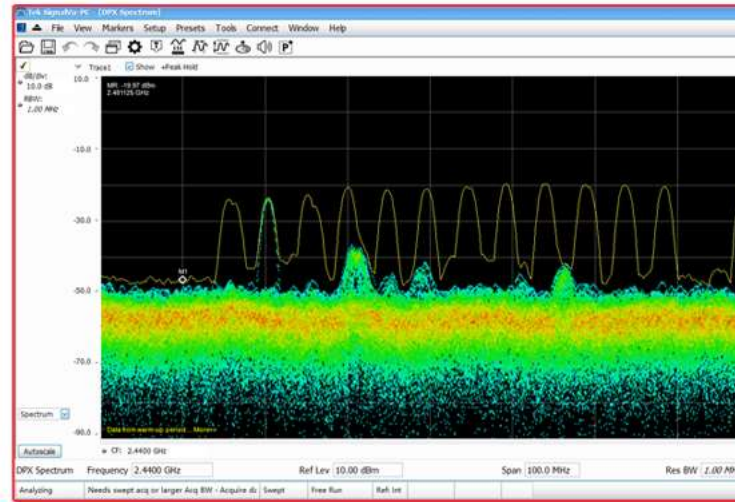 Tek SignalVu-PC - [DPX Spectrum]
File View Markers Setup Presets Tools Connect Window Help
Trace1 Show +Peak Hold
dB/div:
10.0 dB
RBW:
1.00 MHz
10.0
MR: -19.97 dBm
2.481125 GHz
-10.0
-30.0
M1
-50.0
-70.0
Spectrum
-90.0
Data from warm-up period... More>>
Autoscale
CF: 2.4400 GHz
DPX Spectrum Frequency 2.4400 GHz Ref Lev 10.00 dBm Span 100.0 MHz Res BW 1.00 MH
Analyzing Needs swept acq or larger Acq BW - Acquire da Swept Free Run Ref: Int